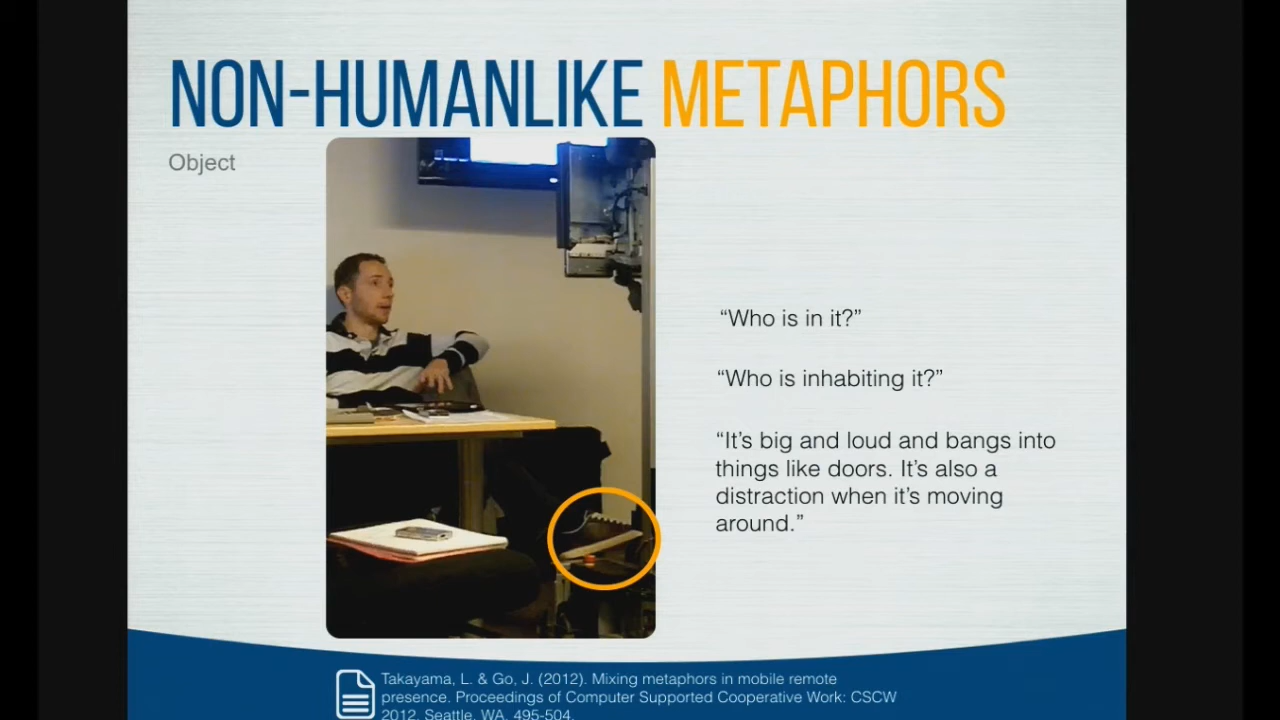 NON-HUMANLIKE METAPHORS
Object
“Who is in it?”
“Who is inhabiting it?”
“It’s big and loud and bangs into
things like doors. It’s also a
distraction when it’s moving
around.”
Takayama, L. & Go, J. (2012). Mixing metaphors in mobile remote
presence. Proceedings of Computer Supported Cooperative Work: CSCW
2012. Seattle, WA, 495-504.